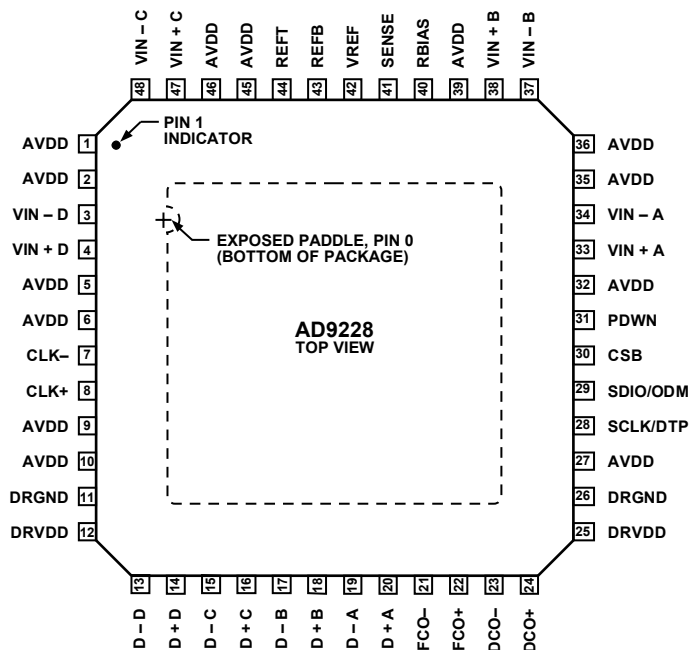 VIN – C
VIN + C
AVDD
AVDD
REFT
REFB
VREF
SENSE
RBIAS
AVDD
VIN + B
VIN – B
48
47
46
45
44
43
42
41
40
39
38
37
PIN 1
INDICATOR
AVDD 1
AVDD 2
VIN – D 3
VIN + D 4
AVDD 5
AVDD 6
CLK– 7
CLK+ 8
AVDD 9
AVDD 10
DRGND 11
DRVDD 12
EXPOSED PADDLE, PIN 0
(BOTTOM OF PACKAGE)
AD9228
TOP VIEW
36 AVDD
35 AVDD
34 VIN – A
33 VIN + A
32 AVDD
31 PDWN
30 CSB
29 SDIO/ODM
28 SCLK/DTP
27 AVDD
26 DRGND
25 DRVDD
13
14
15
16
17
18
19
20
21
22
23
24
D – D
D + D
D – C
D + C
D – B
D + B
D – A
D + A
FCO–
FCO+
DCO–
DCO+